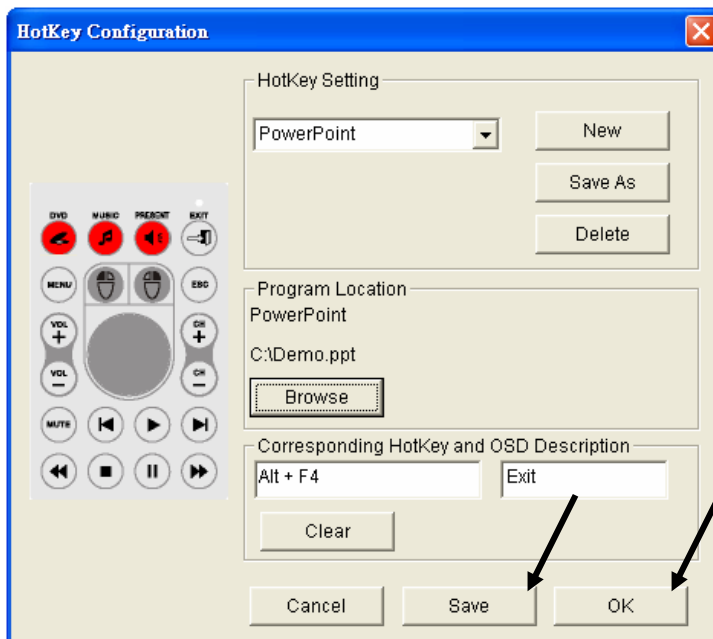 HotKey Configuration
HotKey Setting
PowerPoint
New
Save As
Delete
DVD MUSIC PRESENT EXIT
MENU ESC
VOL CH
+ +
VOL CH
- -
MUTE
Program Location
PowerPoint
C:\Demo.ppt
Browse
Corresponding HotKey and OSD Description
Alt + F4 Exit
Clear
Cancel Save OK